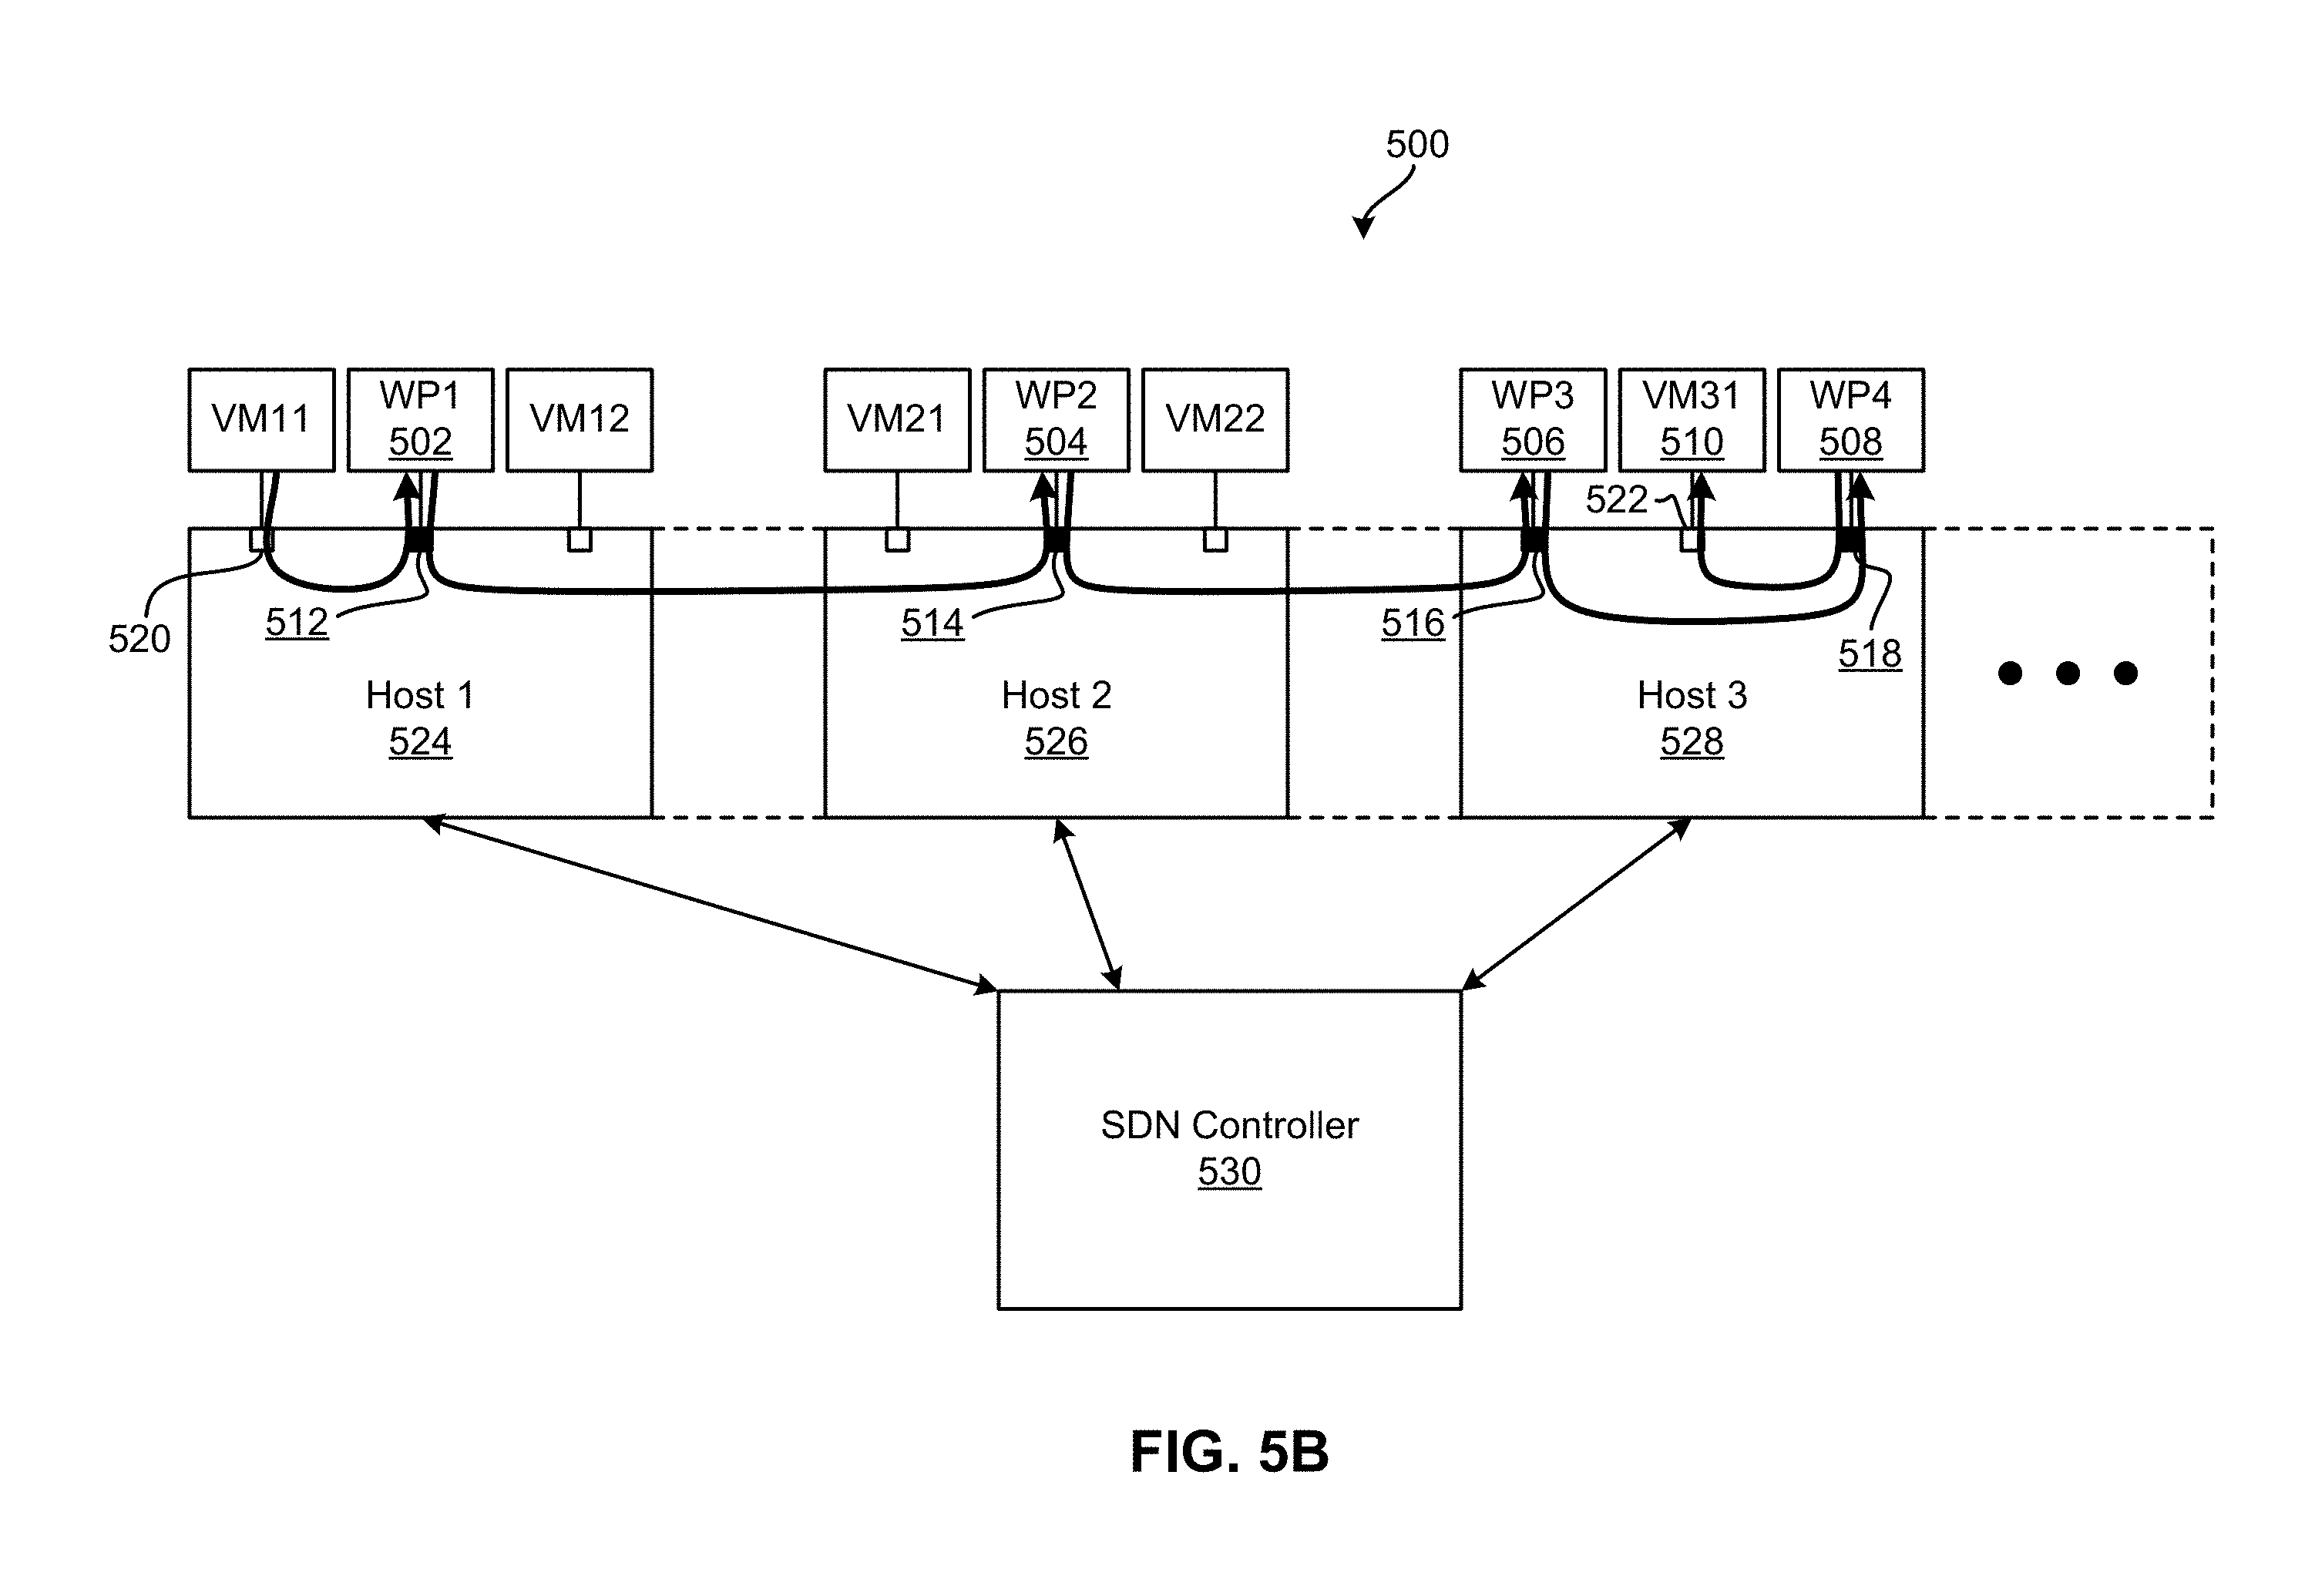 500
VM11
WP1
502
VM12
VM21
WP2
504
VM22
WP3
506
VM31
510
WP4
508
522
520
512
514
516
518
Host 1
524
Host 2
526
Host 3
528
SDN Controller
530
FIG. 5B